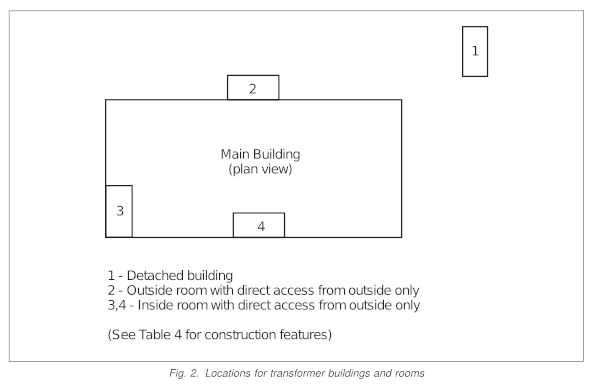 1
2
Main Building
(plan view)
3
4
1 - Detached building
2 - Outside room with direct access from outside only
3,4 - Inside room with direct access from outside only
(See Table 4 for construction features)
Fig. 2. Locations for transformer buildings and rooms